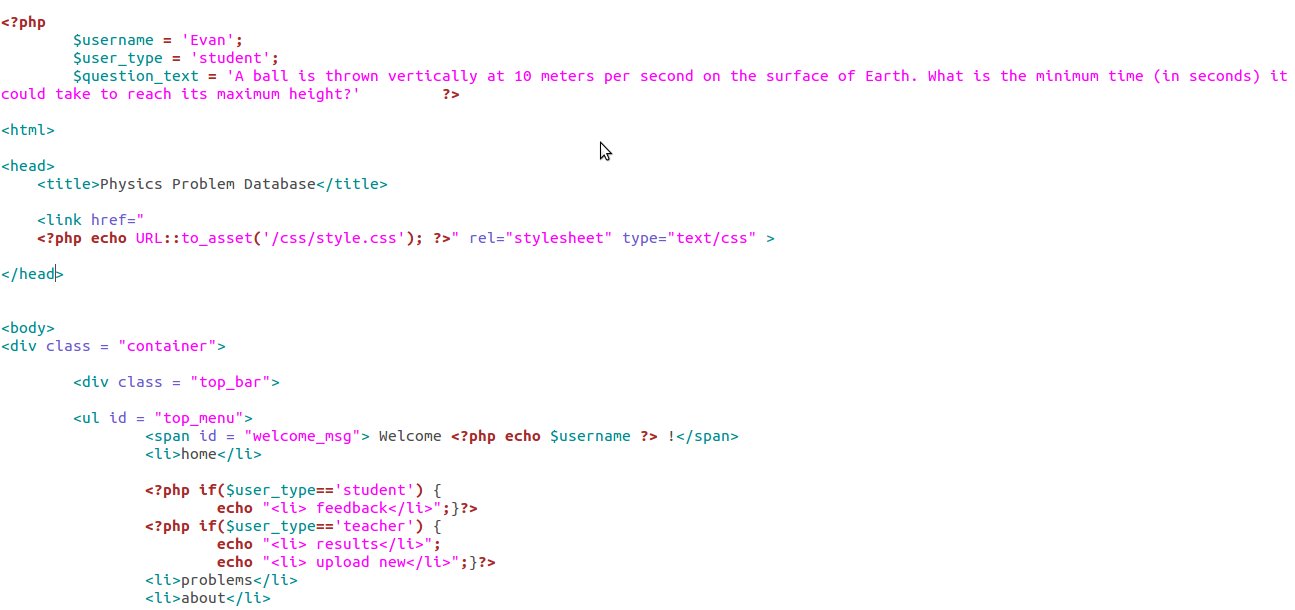 <?php
        $username = 'Evan';
        $user_type = 'student';
        $question_text = 'A ball is thrown vertically at 10 meters per second on the surface of Earth. What is the minimum time (in seconds) it
could take to reach its maximum height?'         ?>

<html>

<head>
    <title>Physics Problem Database</title>

    <link href="
    <?php echo URL::to_asset('/css/style.css'); ?>" rel="stylesheet" type="text/css" >

</head>


<body>
<div class = "container">

        <div class = "top_bar">

        <ul id = "top_menu">
                <span id = "welcome_msg"> Welcome <?php echo $username ?> !</span>
                <li>home</li>

                <?php if($user_type=='student') {
                        echo "<li> feedback</li>";}?>
                <?php if($user_type=='teacher') {
                        echo "<li> results</li>";
                        echo "<li> upload new</li>";}?>
                <li>problems</li>
                <li>about</li>